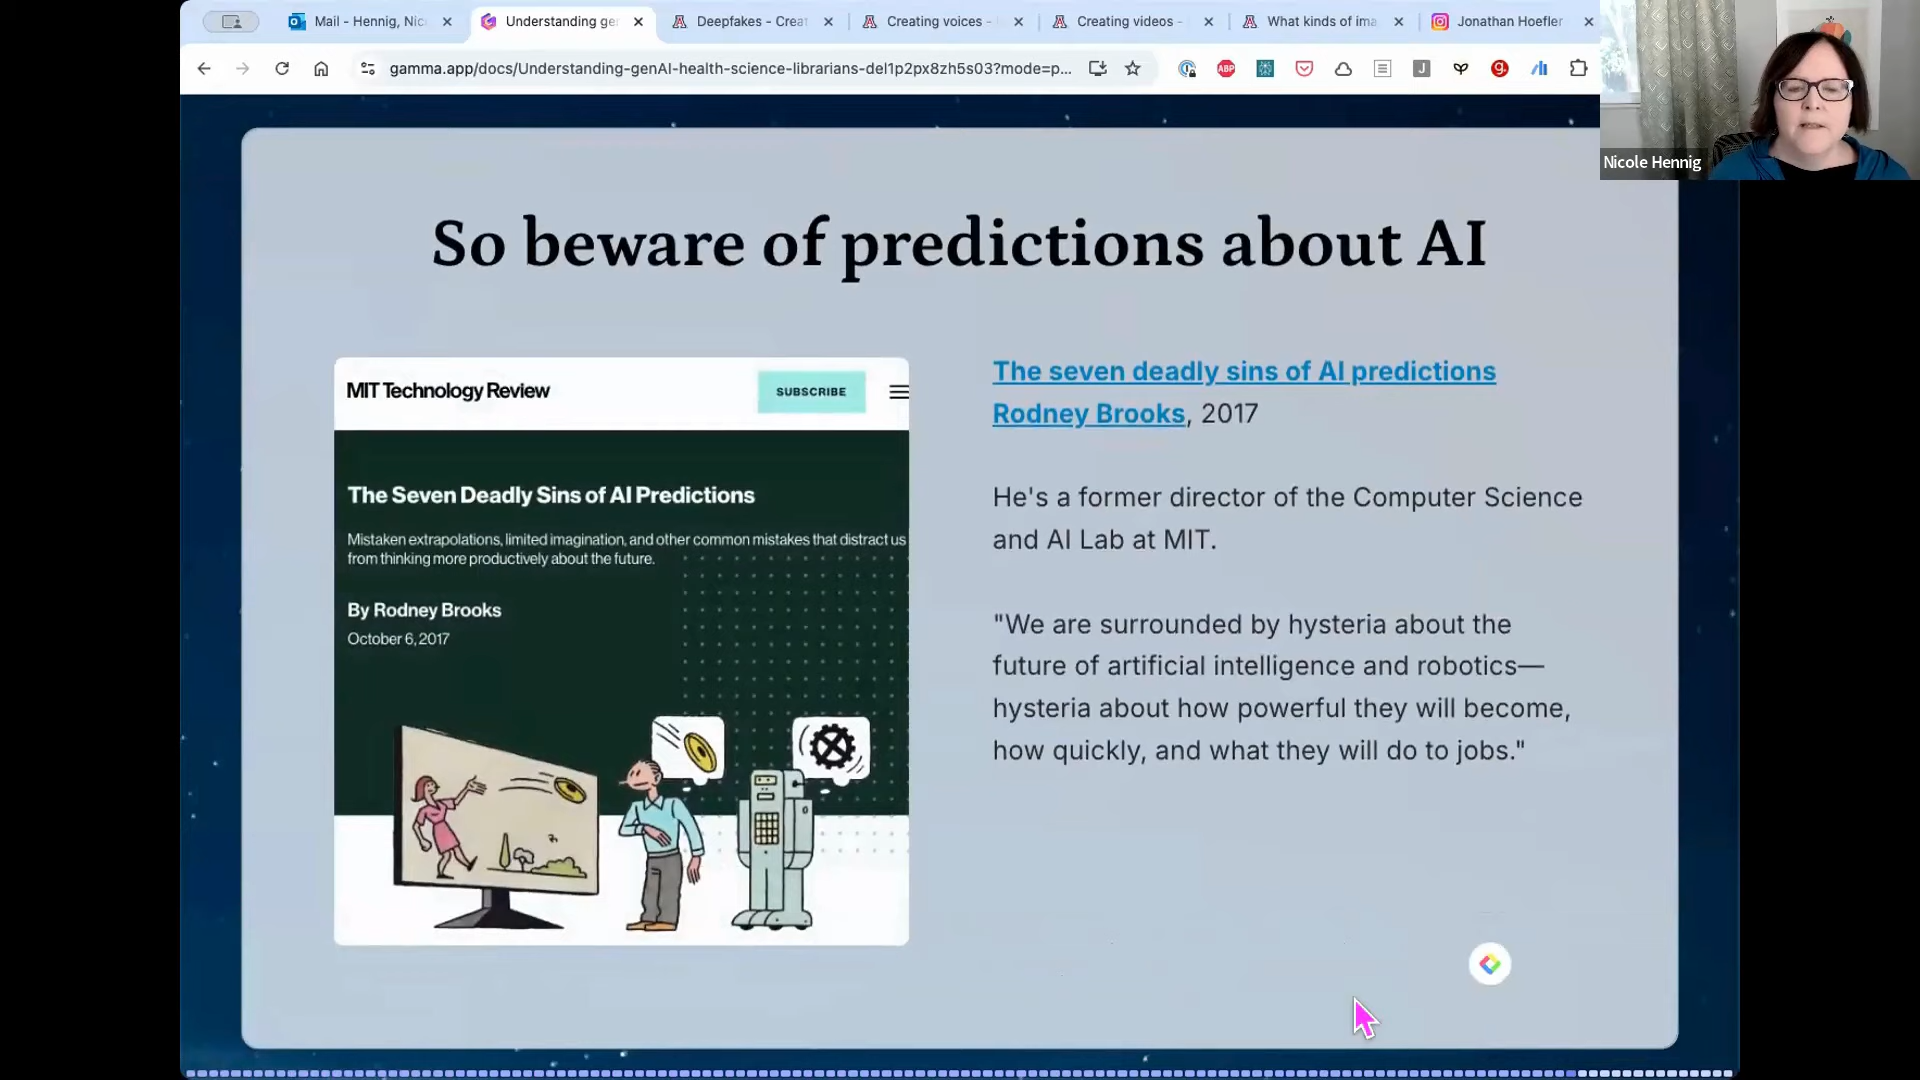 Mail - Hennig, Nic
Understanding ge
Deepfakes - Creat
Creating voices -
Creating videos -
What kinds of ima
Jonathan Hoefler
gamma.app/docs/Understanding-genAI-health-science-librarians-del1p2px8zh5s03?mode=p...
ABP
J
g.
Nicole Hennig
So beware of predictions about AI
MIT Technology Review
SUBSCRIBE
The Seven Deadly Sins of AI Predictions
Mistaken extrapolations, limited imagination, and other common mistakes that distract us
from thinking more productively about the future.
By Rodney Brooks
October 6, 2017
The seven deadly sins of AI predictions
Rodney Brooks, 2017
He's a former director of the Computer Science
and AI Lab at MIT.
"We are surrounded by hysteria about the
future of artificial intelligence and robotics—
hysteria about how powerful they will become,
how quickly, and what they will do to jobs."